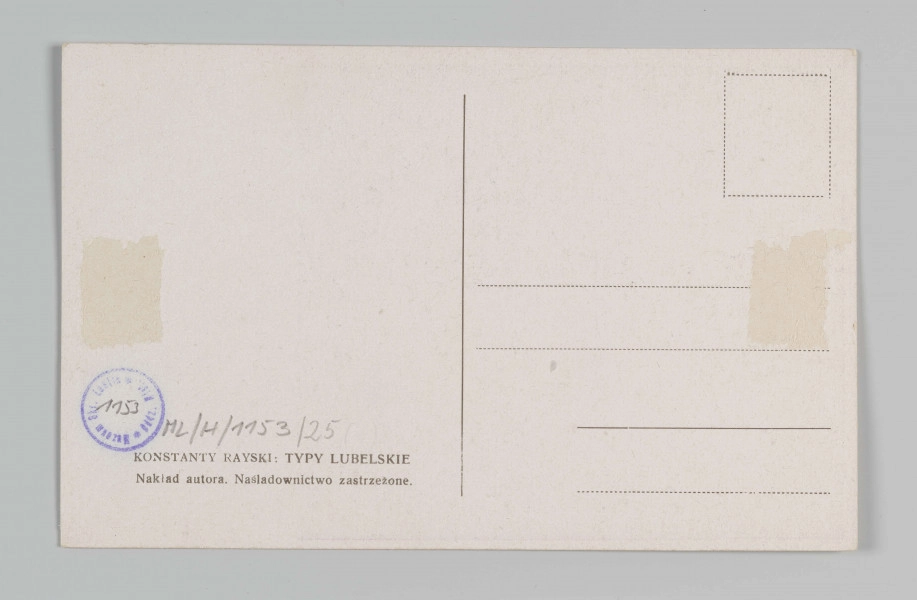 1153
ML/H/1153/25
KONSTANTY RAYSKI: TYPY LUBELSKIE
Nakład autora. Naśladownictwo zastrzeżone.